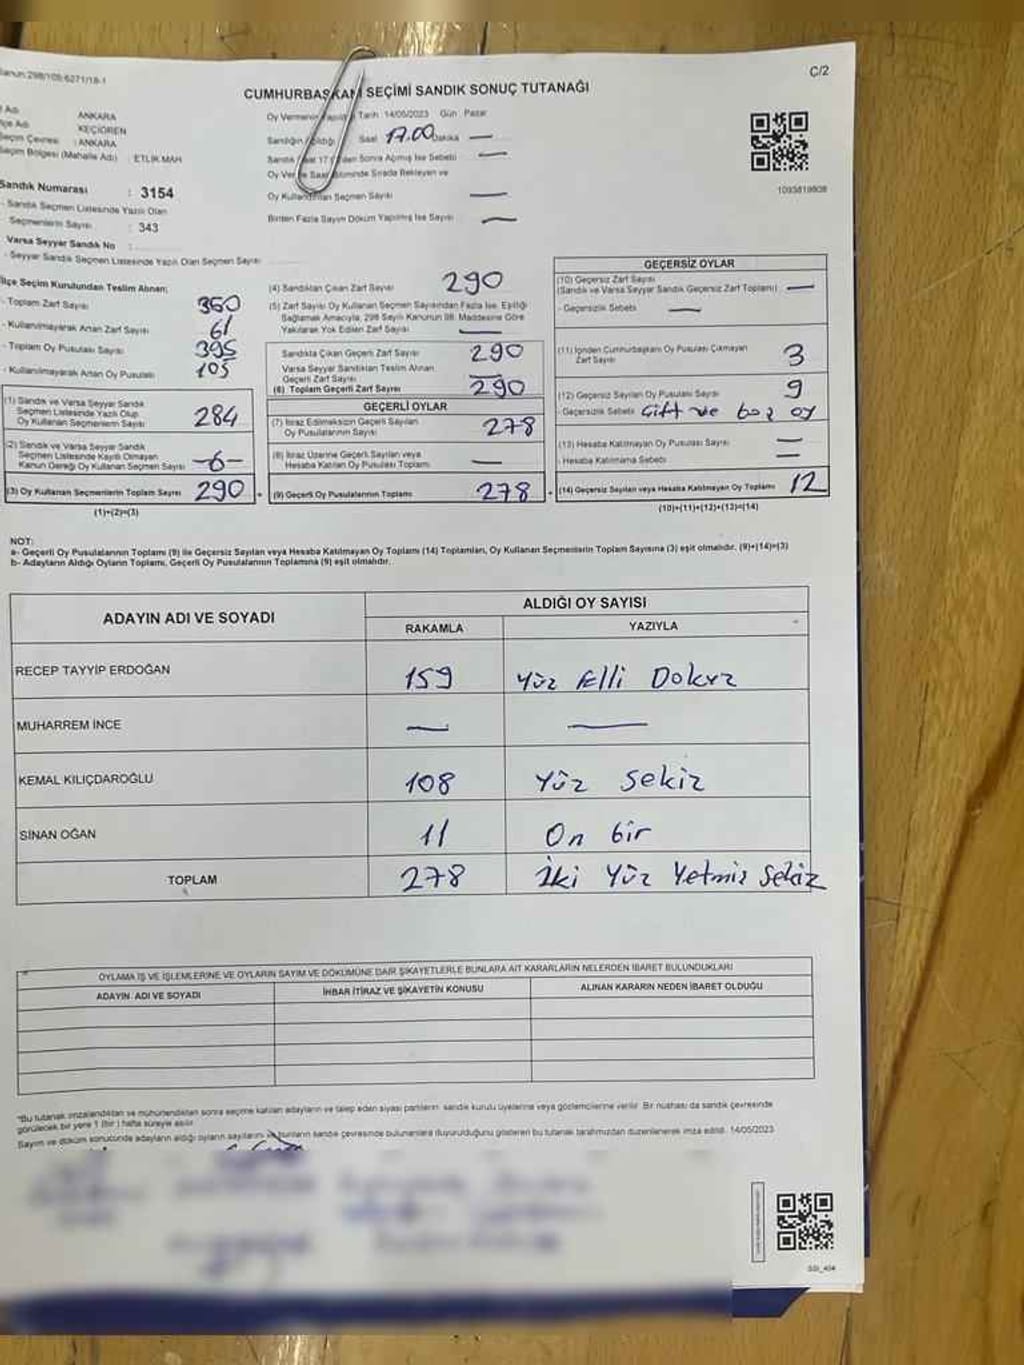 298/105-6271/18-1
Ç/2
CUMHURBAŞKANI SEÇİMİ SANDIK SONUÇ TUTANAĞI
Adı ANKARA
Adı KEÇİÖREN
Seçim Çevresi : ANKARA
Seçim Bölgesi (Mahalle Adı) : ETLİK MAH
Sandık Numarası : 3154
- Sandık Seçmen Listesinde Yazılı Olan
Seçmenlerin Sayısı : 343
Varsa Seyyar Sandık No :
- Seyyar Sandık Seçmen Listesinde Yazılı Olan Seçmen Sayısı
Oy Vermenin Yapıldığı Tarih 14/05/2023 Gün Pazar
Sandığın Açıldığı Saat 17.00 Dakika —
Sonra Açılmış İse Sebebi —
Oy Sırada Bekleyen ve
Oy Kullandırılan Seçmen Sayısı —
Birden Fazla Sayım Döküm Yapılmış İse Sayısı —
1093819808
İlçe Seçim Kurulundan Teslim Alınan;
- Toplam Zarf Sayısı 360
- Kullanılmayarak Artan Zarf Sayısı 61
- Toplam Oy Pusulası Sayısı 395
- Kullanılmayarak Artan Oy Pusulası 105
(1) Sandık ve Varsa Seyyar Sandık
Seçmen Listesinde Yazılı Olup
Oy Kullanan Seçmenlerin Sayısı 284
(2) Sandık ve Varsa Seyyar Sandık
Seçmen Listesinde Kayıtlı Olmayan
Kanun Gereği Oy Kullanan Seçmen Sayısı -6-
(3) Oy Kullanan Seçmenlerin Toplam Sayısı 290
(1)+(2)=(3)
(4) Sandıktan Çıkan Zarf Sayısı 290
(5) Zarf Sayısı Oy Kullanan Seçmen Sayısından Fazla İse, Eşitliği
Sağlamak Amacıyla, 298 Sayılı Kanunun 98. Maddesine Göre
Yakılarak Yok Edilen Zarf Sayısı —
Sandıkta Çıkan Geçerli Zarf Sayısı 290
Varsa Seyyar Sandıktan Teslim Alınan
Geçerli Zarf Sayısı —
(6) Toplam Geçerli Zarf Sayısı 290
GEÇERLİ OYLAR
(7) İtiraz Edilmeksizin Geçerli Sayılan
Oy Pusulalarının Sayısı 278
(8) İtiraz Üzerine Geçerli Sayılan veya
Hesaba Katılan Oy Pusulası Toplamı —
(9) Geçerli Oy Pusulalarının Toplamı 278
GEÇERSİZ OYLAR
(10) Geçersiz Zarf Sayısı
(Sandık ve Varsa Seyyar Sandık Geçersiz Zarf Toplamı) —
- Geçersizlik Sebebi —
(11) İçinden Cumhurbaşkanı Oy Pusulası Çıkmayan
Zarf Sayısı 3
(12) Geçersiz Sayılan Oy Pusulası Sayısı 9
- Geçersizlik Sebebi Çift ve boş oy
(13) Hesaba Katılmayan Oy Pusulası Sayısı —
- Hesaba Katılmama Sebebi —
(14) Geçersiz Sayılan veya Hesaba Katılmayan Oy Toplamı 12
(10)+(11)+(12)+(13)=(14)
NOT:
a- Geçerli Oy Pusulalarının Toplamı (9) ile Geçersiz Sayılan veya Hesaba Katılmayan Oy Toplamı (14) Toplamları, Oy Kullanan Seçmenlerin Toplam Sayısına (3) eşit olmalıdır. (9)+(14)=(3)
b- Adayların Aldığı Oyların Toplamı, Geçerli Oy Pusulalarının Toplamına (9) eşit olmalıdır.
ADAYIN ADI VE SOYADI
ALDIĞI OY SAYISI
RAKAMLA YAZIYLA
RECEP TAYYİP ERDOĞAN 159 Yüz Elli Dokuz
MUHARREM İNCE — —
KEMAL KILIÇDAROĞLU 108 Yüz Sekiz
SİNAN OĞAN 11 On bir
TOPLAM 278 İki Yüz Yetmiş Sekiz
OYLAMA İŞ VE İŞLEMLERİNE VE OYLARIN SAYIM VE DÖKÜMÜNE DAİR ŞİKAYETLERLE BUNLARA AİT KARARLARIN NELERDEN İBARET BULUNDUKLARI
ADAYIN ADI VE SOYADI İHBAR İTİRAZ VE ŞİKAYETİN KONUSU ALINAN KARARIN NEDEN İBARET OLDUĞU
*Bu tutanak imzalandıktan ve mühürlendikten sonra seçime katılan adayların ve talep eden siyasi partilerin sandık kurulu üyelerine veya gözlemcilerine verilir. Bir nüshası da sandık çevresinde
görülecek bir yere 1 (bir) hafta süreyle asılır.
Sayım ve döküm sonucunda adayların aldığı oyların sayılarını ve bunların sandık çevresinde bulunanlara duyurulduğunu gösteren bu tutanak tarafımızdan düzenlenerek imza edildi. 14/05/2023